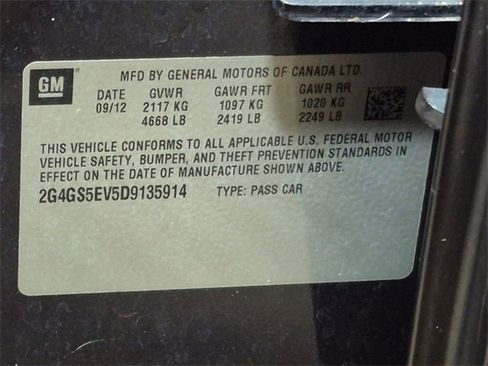 GM
MFD BY GENERAL MOTORS OF CANADA LTD.
DATE GVWR GAWR FRT GAWR RR
09/12 2117 KG 1097 KG 1020 KG
4668 LB 2419 LB 2249 LB
THIS VEHICLE CONFORMS TO ALL APPLICABLE U.S. FEDERAL MOTOR
VEHICLE SAFETY, BUMPER, AND THEFT PREVENTION STANDARDS IN
EFFECT ON THE DATE OF MANUFACTURE SHOWN ABOVE.
2G4GS5EV5D9135914 TYPE: PASS CAR